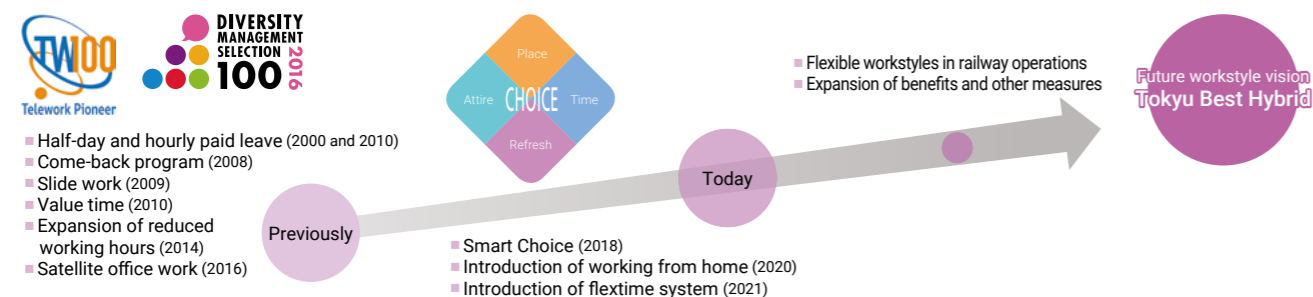 TW100
Telework Pioneer
DIVERSITY
MANAGEMENT
SELECTION
100
2016
■ Half-day and hourly paid leave (2000 and 2010)
■ Come-back program (2008)
■ Slide work (2009)
■ Value time (2010)
■ Expansion of reduced
working hours (2014)
■ Satellite office work (2016)
Previously
Place
Attire
CHOICE
Time
Refresh
■ Smart Choice (2018)
■ Introduction of working from home (2020)
■ Introduction of flextime system (2021)
Today
■ Flexible workstyles in railway operations
■ Expansion of benefits and other measures
Future workstyle vision
Tokyu Best Hybrid